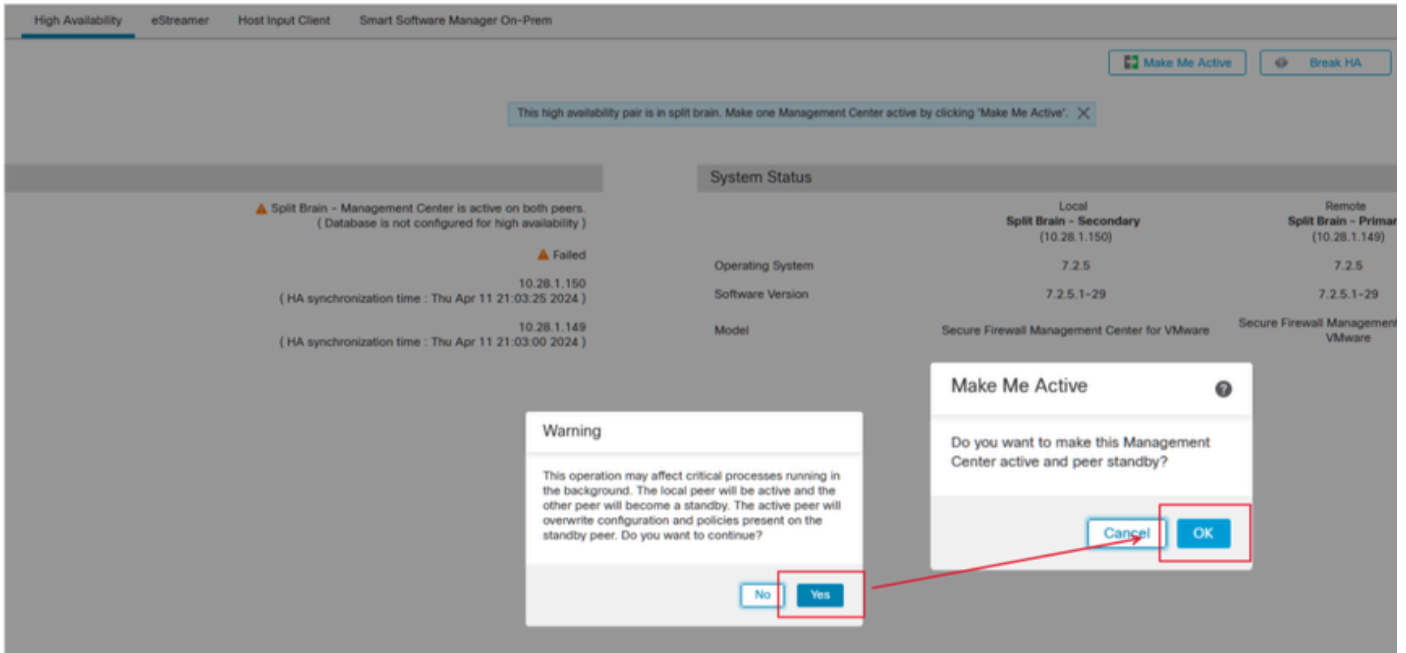 High Availability eStreamer Host Input Client Smart Software Manager On-Prem
Make Me Active Break HA
This high availability pair is in split brain. Make one Management Center active by clicking 'Make Me Active'.
System Status
Split Brain - Management Center is active on both peers.
( Database is not configured for high availability )
Failed
10.28.1.150
( HA synchronization time : Thu Apr 11 21:03:25 2024 )
10.28.1.149
( HA synchronization time : Thu Apr 11 21:03:00 2024 )
Local Remote
Split Brain - Secondary Split Brain - Primar
(10.28.1.150) (10.28.1.149)
Operating System 7.2.5 7.2.5
Software Version 7.2.5.1-29 7.2.5.1-29
Model Secure Firewall Management Center for VMware Secure Firewall Management
VMware
Warning
This operation may affect critical processes running in
the background. The local peer will be active and the
other peer will become a standby. The active peer will
overwrite configuration and policies present on the
standby peer. Do you want to continue?
No Yes
Make Me Active
Do you want to make this Management
Center active and peer standby?
Cancel OK